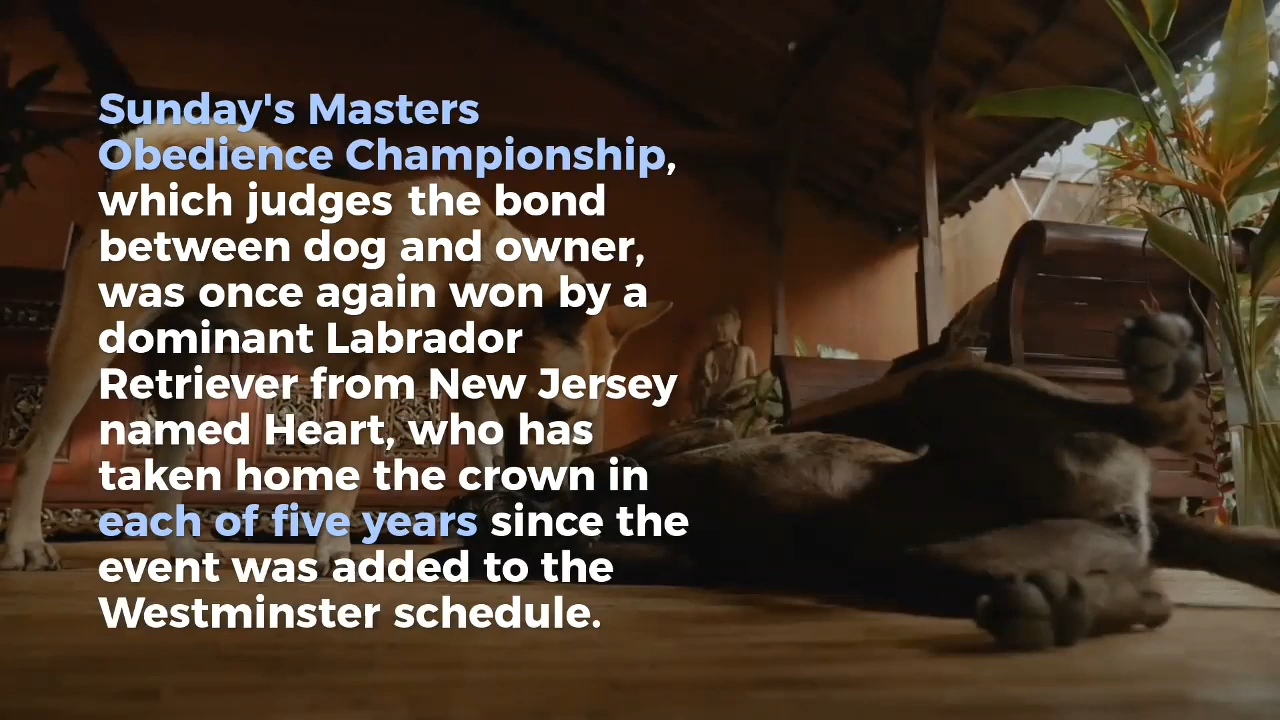 Sunday's Masters
Obedience Championship,
which judges the bond
between dog and owner,
was once again won by a
dominant Labrador
Retriever from New Jersey
named Heart, who has
taken home the crown in
each of five years since the
event was added to the
Westminster schedule.